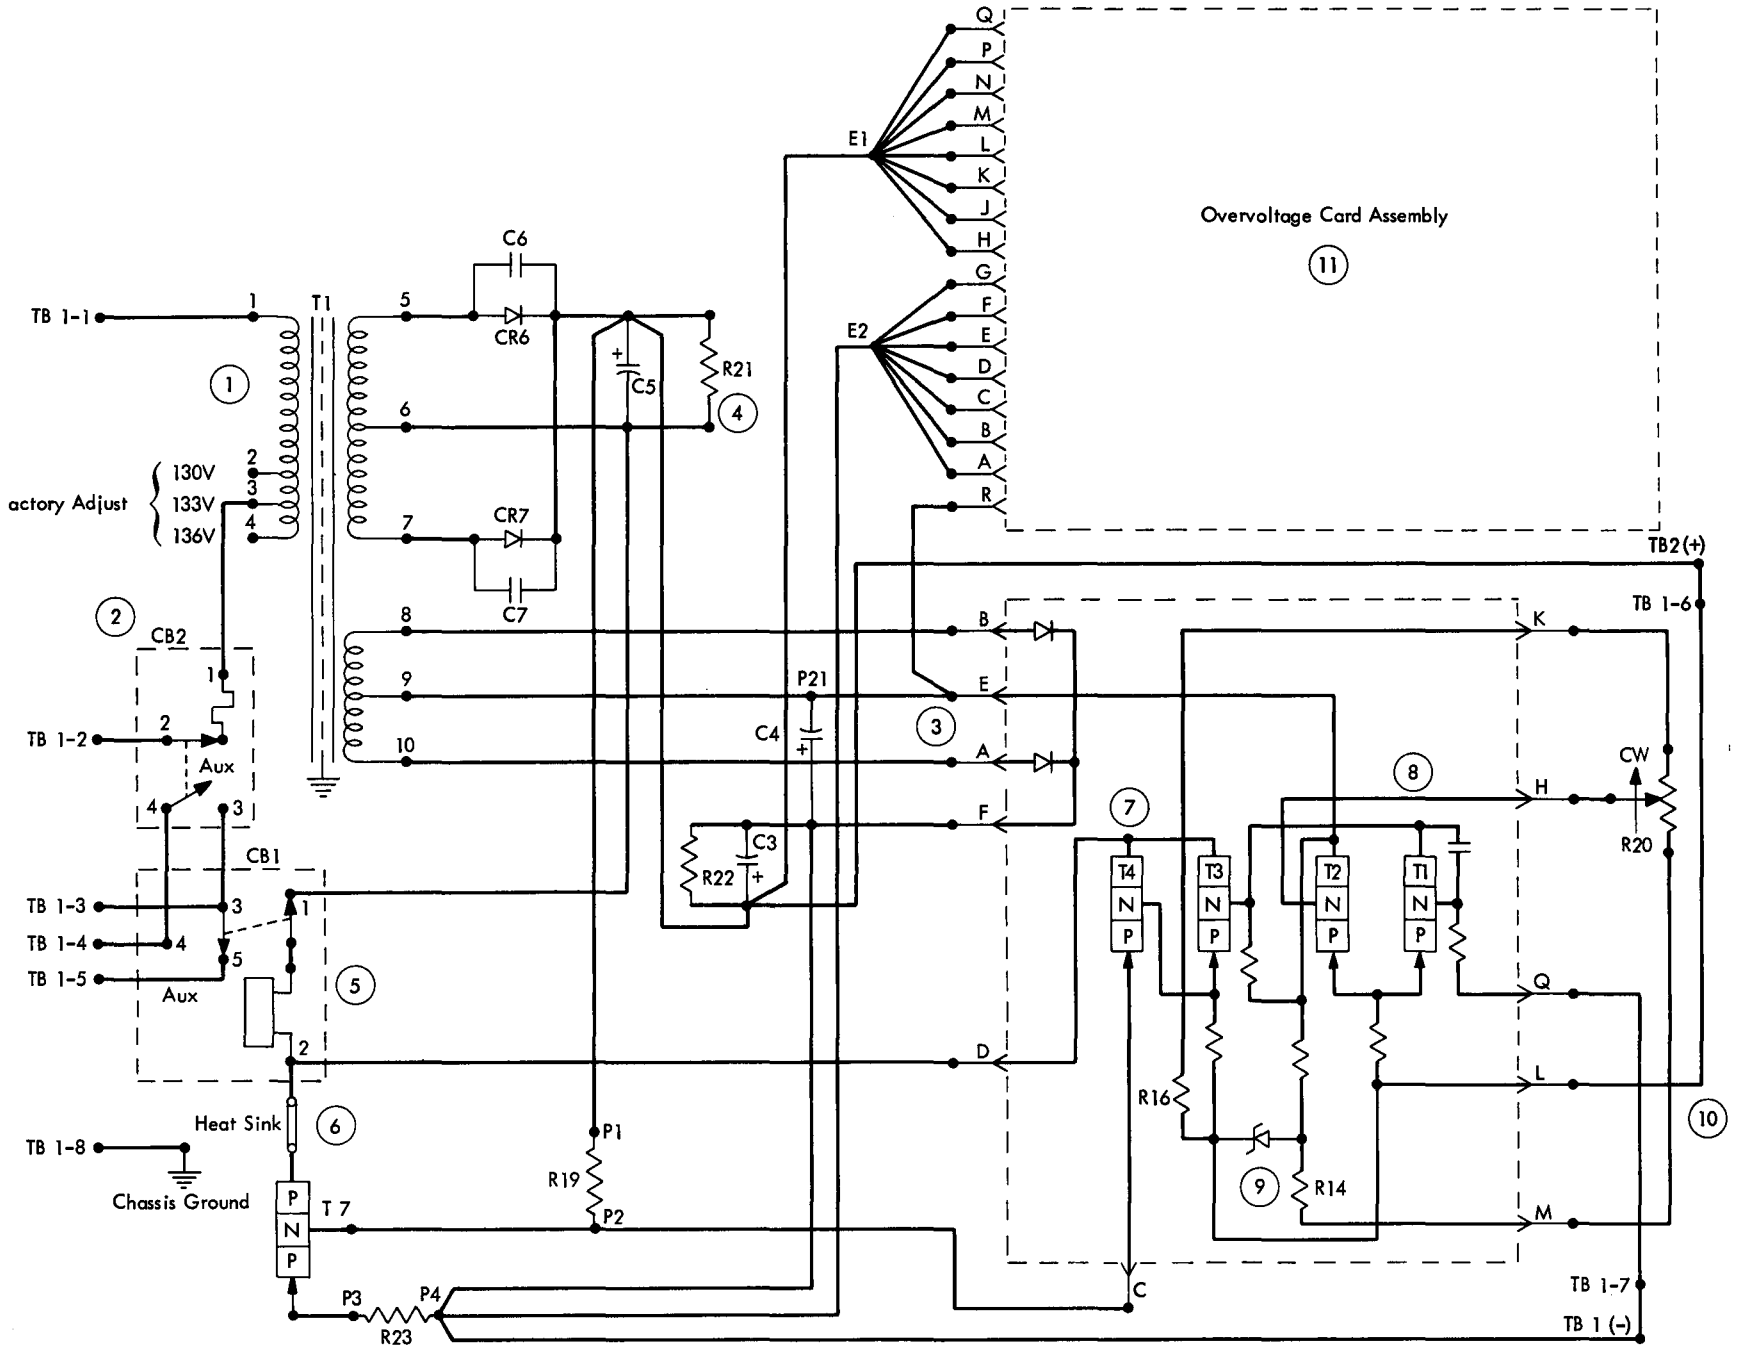 Q
P
N
M
E1
L
K
J
Overvoltage Card Assembly
H
11
C6
G
T1
1
5
F
TB 1-1
CR6
E2
E
+
D
R21
C5
1
C
6
4
B
2
A
130V
3
R
actory Adjust
133V
4
7
CR7
136V
TB2 (+)
8
C7
TB 1-6
2
B
K
CB2
9
P21
E
1
3
C4
2
10
A
8
CW
TB 1-2
+
Aux
H
4
3
F
7
C3
R20
CB1
T4
T3
T2
T1
R22
+
N
N
N
N
TB 1-3
3
1
P
P
P
P
TB 1-4
4
5
TB 1-5
5
Q
Aux
2
D
L
R16
Heat Sink
6
P1
10
TB 1-8
R19
9
R14
Chassis Ground
P
T 7
P2
M
N
P
C
TB 1-7
P3
P4
TB 1 (-)
R23